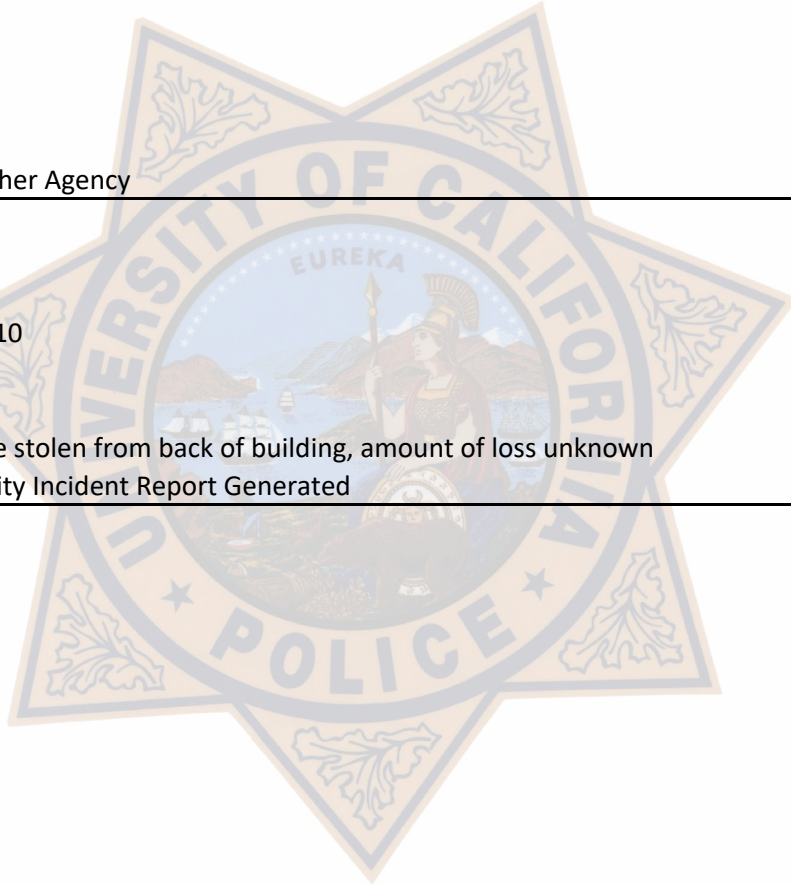 her Agency
10
e stolen from back of building, amount of loss unknown
ity Incident Report Generated
UNIVERSITY OF CALIFORNIA
EUREKA
POLICE